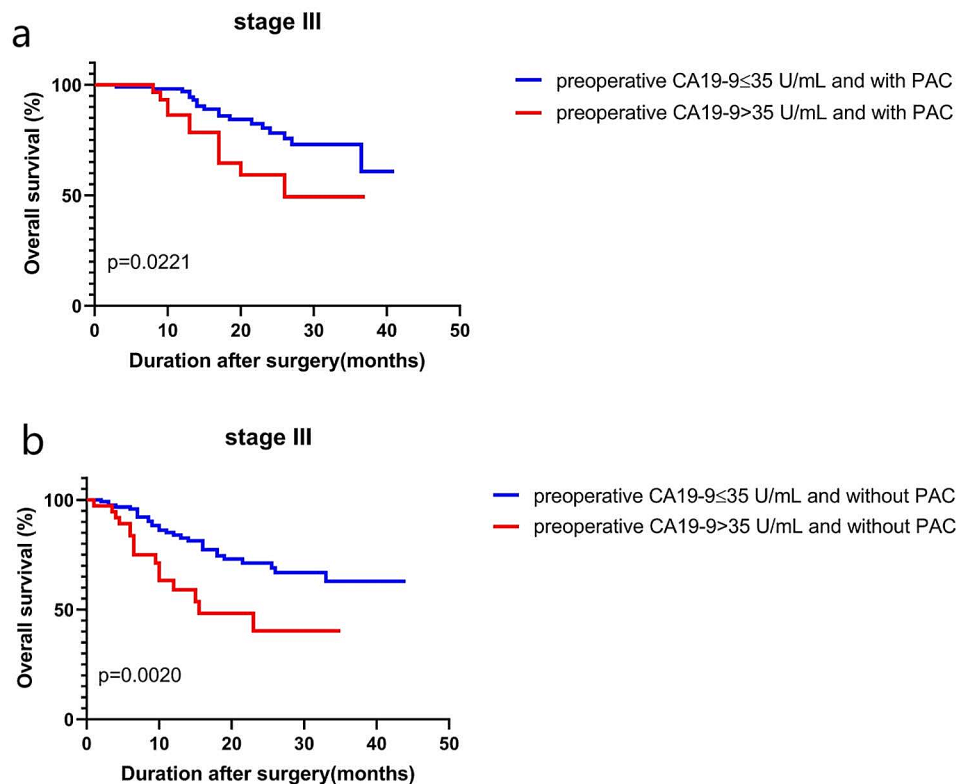 a
stage III
100
50
0
0 10 20 30 40 50
Overall survival (%)
Duration after surgery(months)
p=0.0221
preoperative CA19-9≤35 U/mL and with PAC
preoperative CA19-9>35 U/mL and with PAC
b
stage III
100
50
0
0 10 20 30 40 50
Overall survival (%)
Duration after surgery(months)
p=0.0020
preoperative CA19-9≤35 U/mL and without PAC
preoperative CA19-9>35 U/mL and without PAC